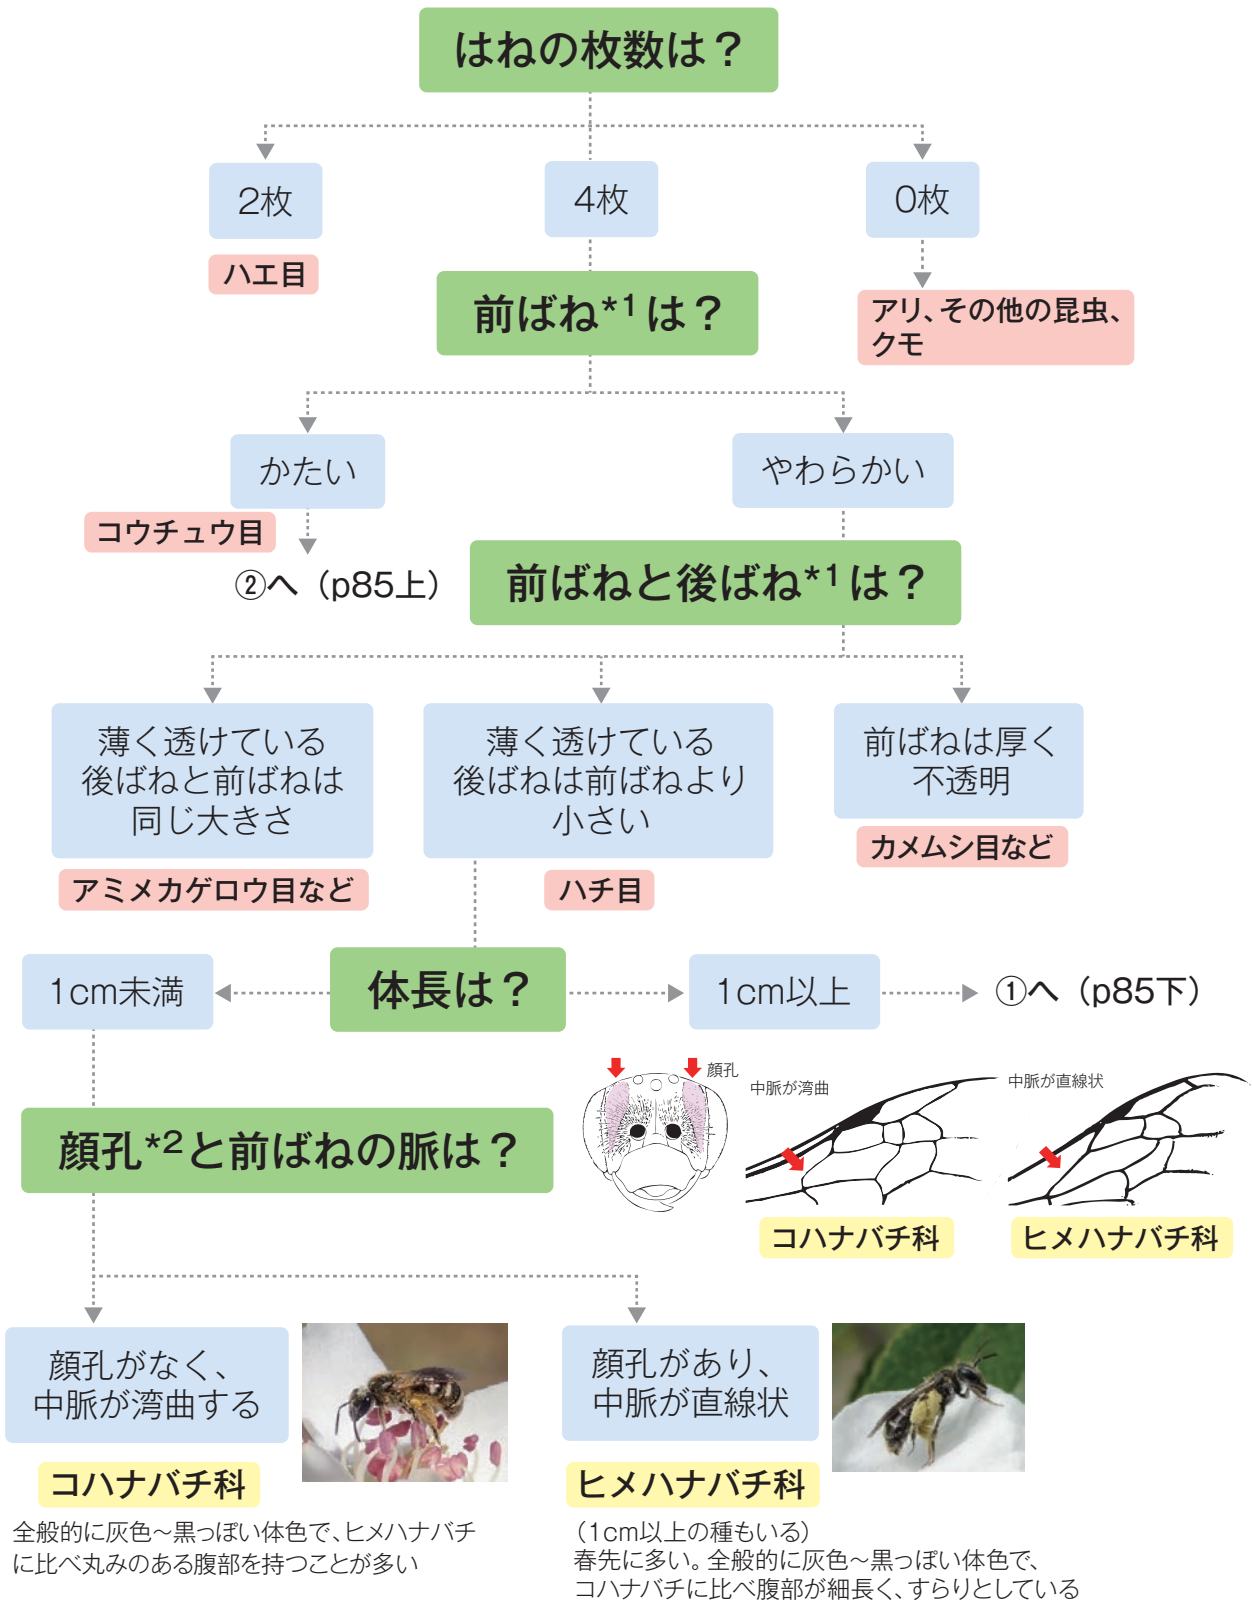 はねの枚数は？
2枚
4枚
0枚
ハエ目
アリ、その他の昆虫、
クモ
前ばね*1は？
かたい
やわらかい
コウチュウ目
②へ（p85上）
前ばねと後ばね*1は？
薄く透けている
後ばねと前ばねは
同じ大きさ
薄く透けている
後ばねは前ばねより
小さい
前ばねは厚く
不透明
アミメカゲロウ目など
ハチ目
カメムシ目など
1cm未満
体長は？
1cm以上
①へ（p85下）
顔孔
中脈が湾曲
中脈が直線状
顔孔*2と前ばねの脈は？
コハナバチ科
ヒメハナバチ科
顔孔がなく、
中脈が湾曲する
顔孔があり、
中脈が直線状
コハナバチ科
全般的に灰色〜黒っぽい体色で、ヒメハナバチ
に比べ丸みのある腹部を持つことが多い
ヒメハナバチ科
（1cm以上の種もいる）
春先に多い。全般的に灰色〜黒っぽい体色で、
コハナバチに比べ腹部が細長く、すらりとしている